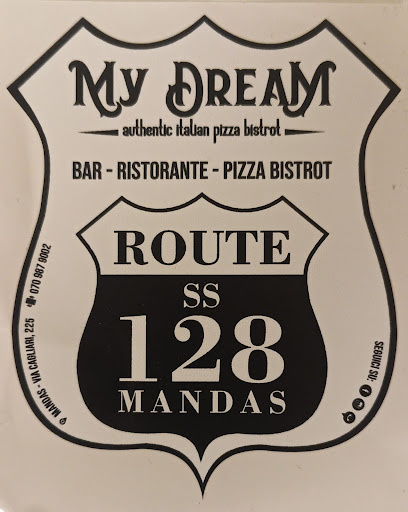 My Dream
authentic italian pizza bistrot
BAR - RISTORANTE - PIZZA BISTROT
ROUTE
SS
128
MANDAS
MANDAS - VIA CAGLIARI, 225
070 987 9002
SEGUICI SU: